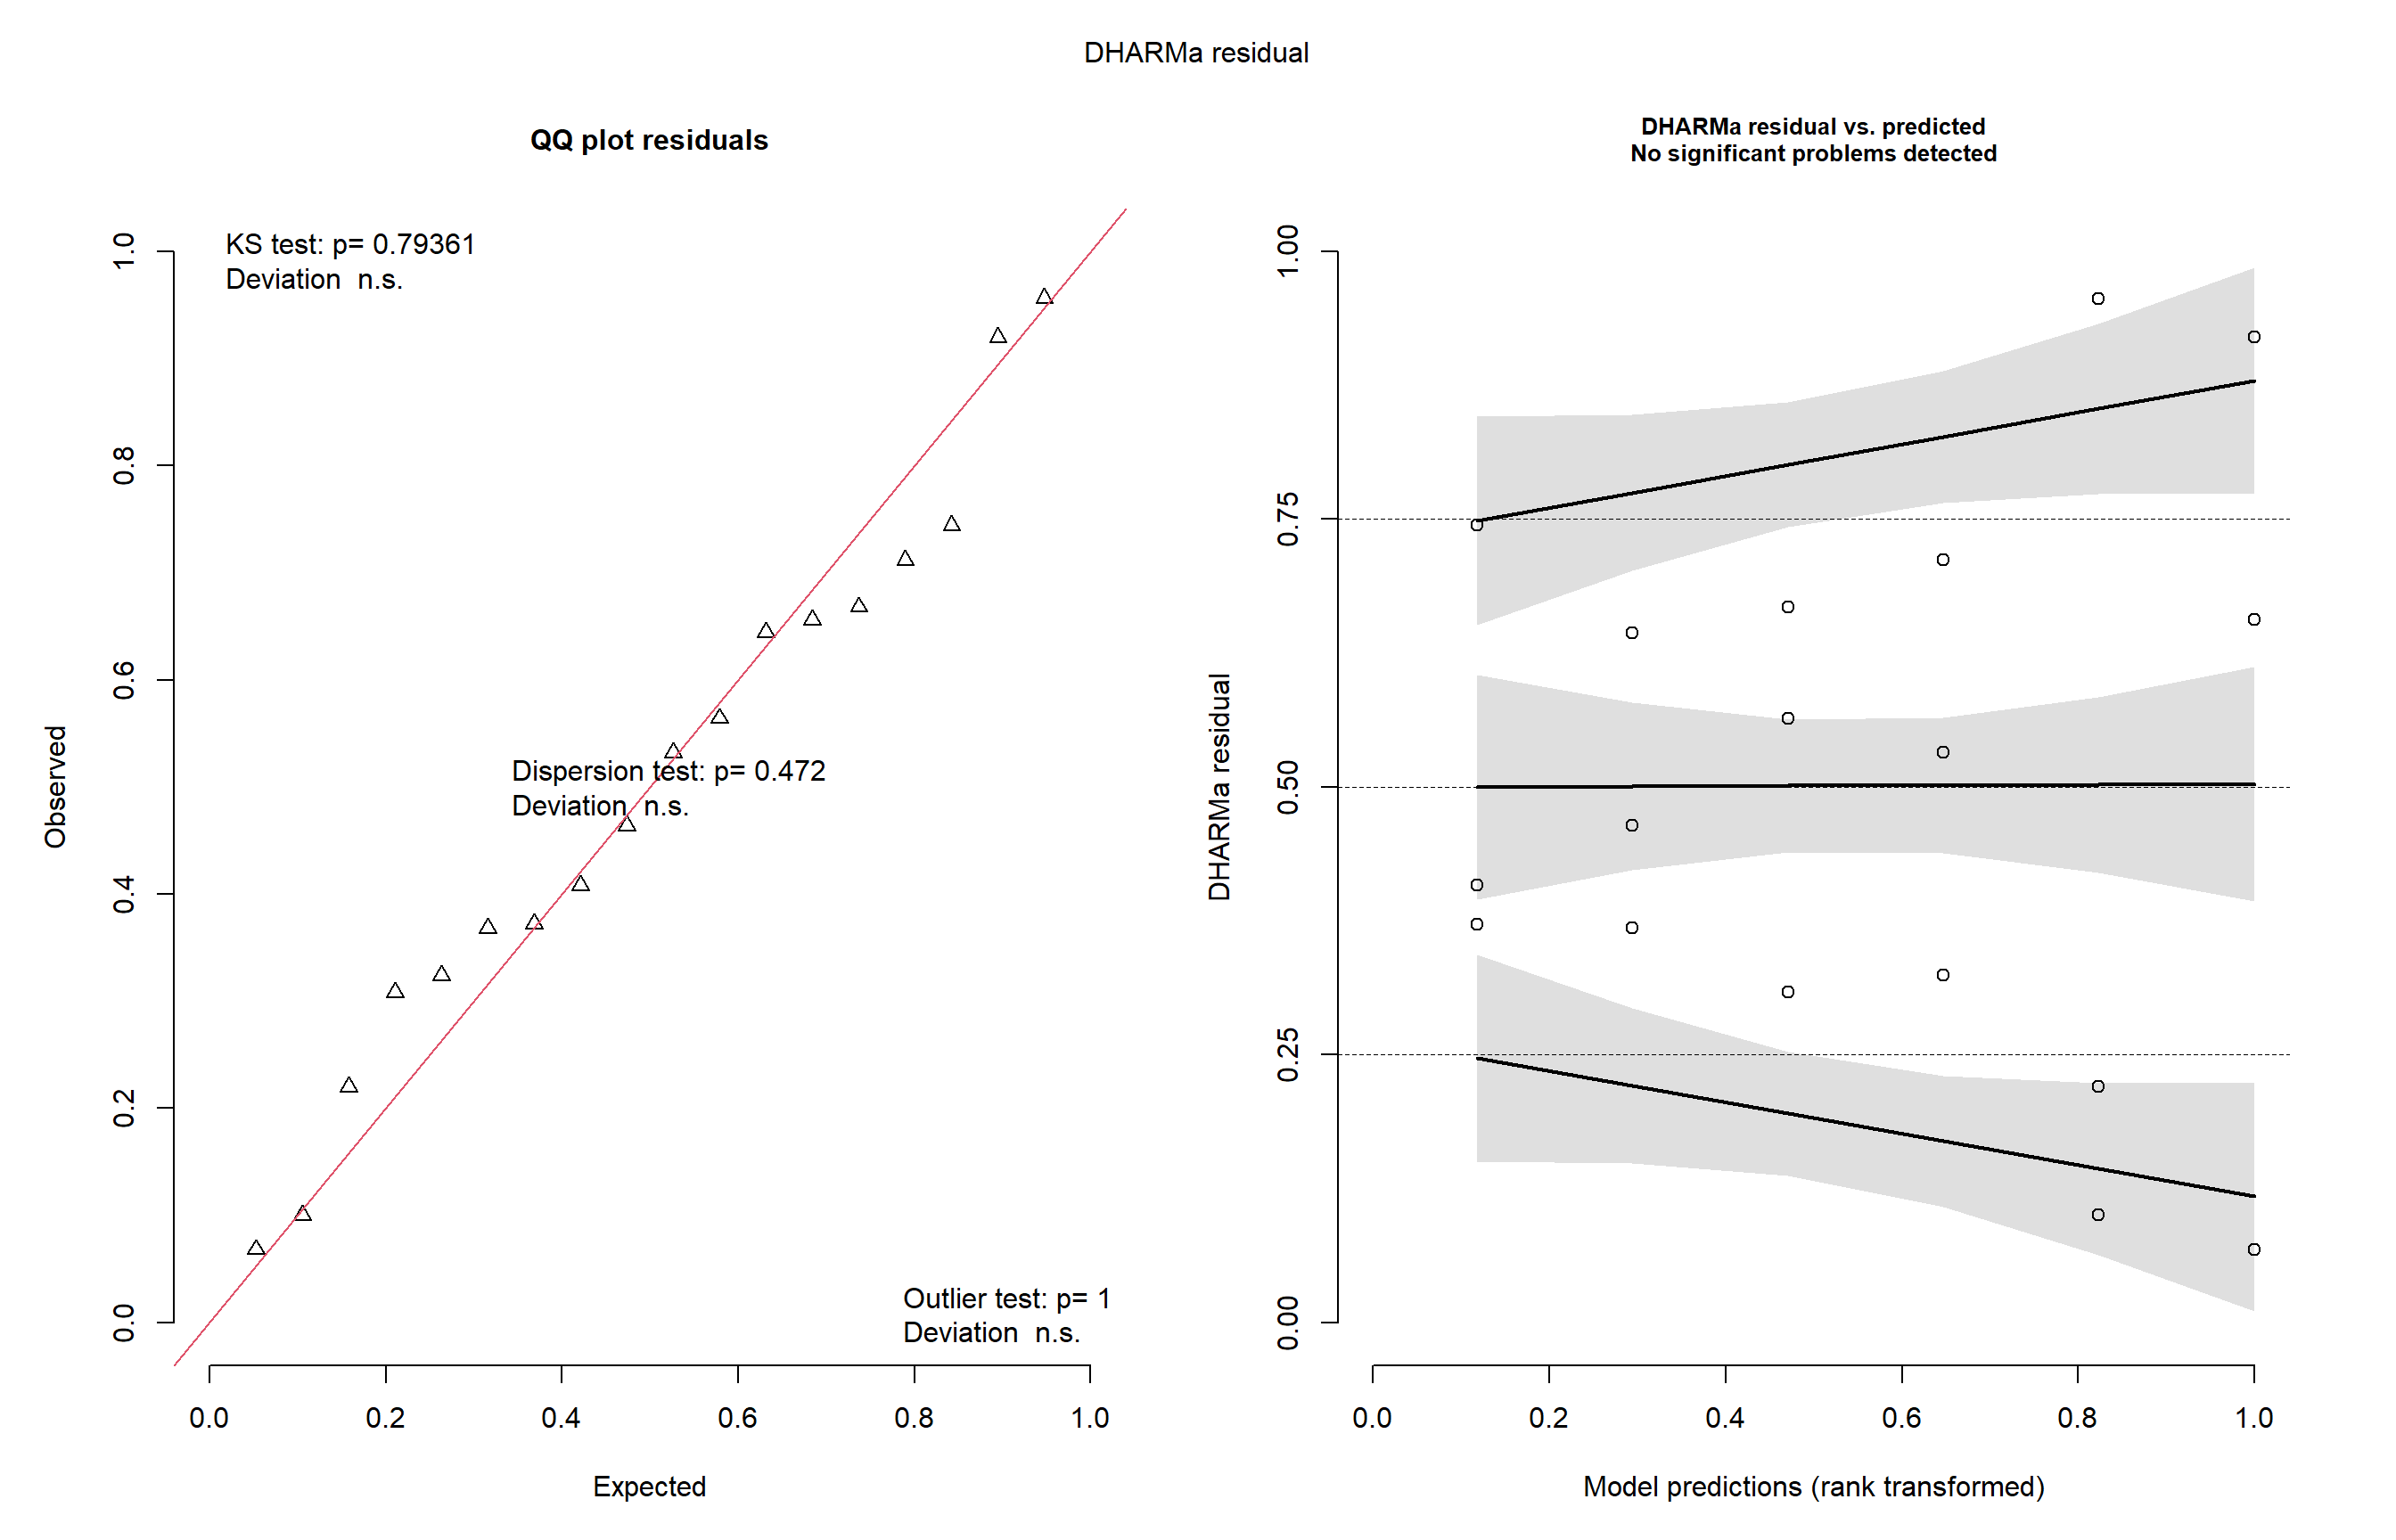 DHARMa residual
QQ plot residuals
KS test: p= 0.79361
Deviation  n.s.
Dispersion test: p= 0.472
Deviation  n.s.
Outlier test: p= 1
Deviation  n.s.
Observed
0.0
0.2
0.4
0.6
0.8
1.0
0.0 0.2 0.4 0.6 0.8 1.0
Expected
DHARMa residual vs. predicted
No significant problems detected
DHARMa residual
0.00
0.25
0.50
0.75
1.00
0.0 0.2 0.4 0.6 0.8 1.0
Model predictions (rank transformed)